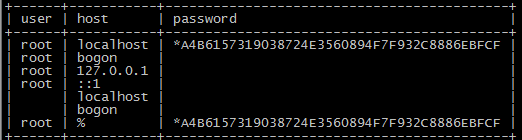 +------+-----------+-------------------------------------------+
| user | host      | password                                  |
+------+-----------+-------------------------------------------+
| root | localhost | *A4B6157319038724E3560894F7F932C8886EBFCF |
| root | bogon     |                                           |
| root | 127.0.0.1 |                                           |
| root | ::1       |                                           |
|      | localhost |                                           |
|      | bogon     |                                           |
| root | %         | *A4B6157319038724E3560894F7F932C8886EBFCF |
+------+-----------+-------------------------------------------+